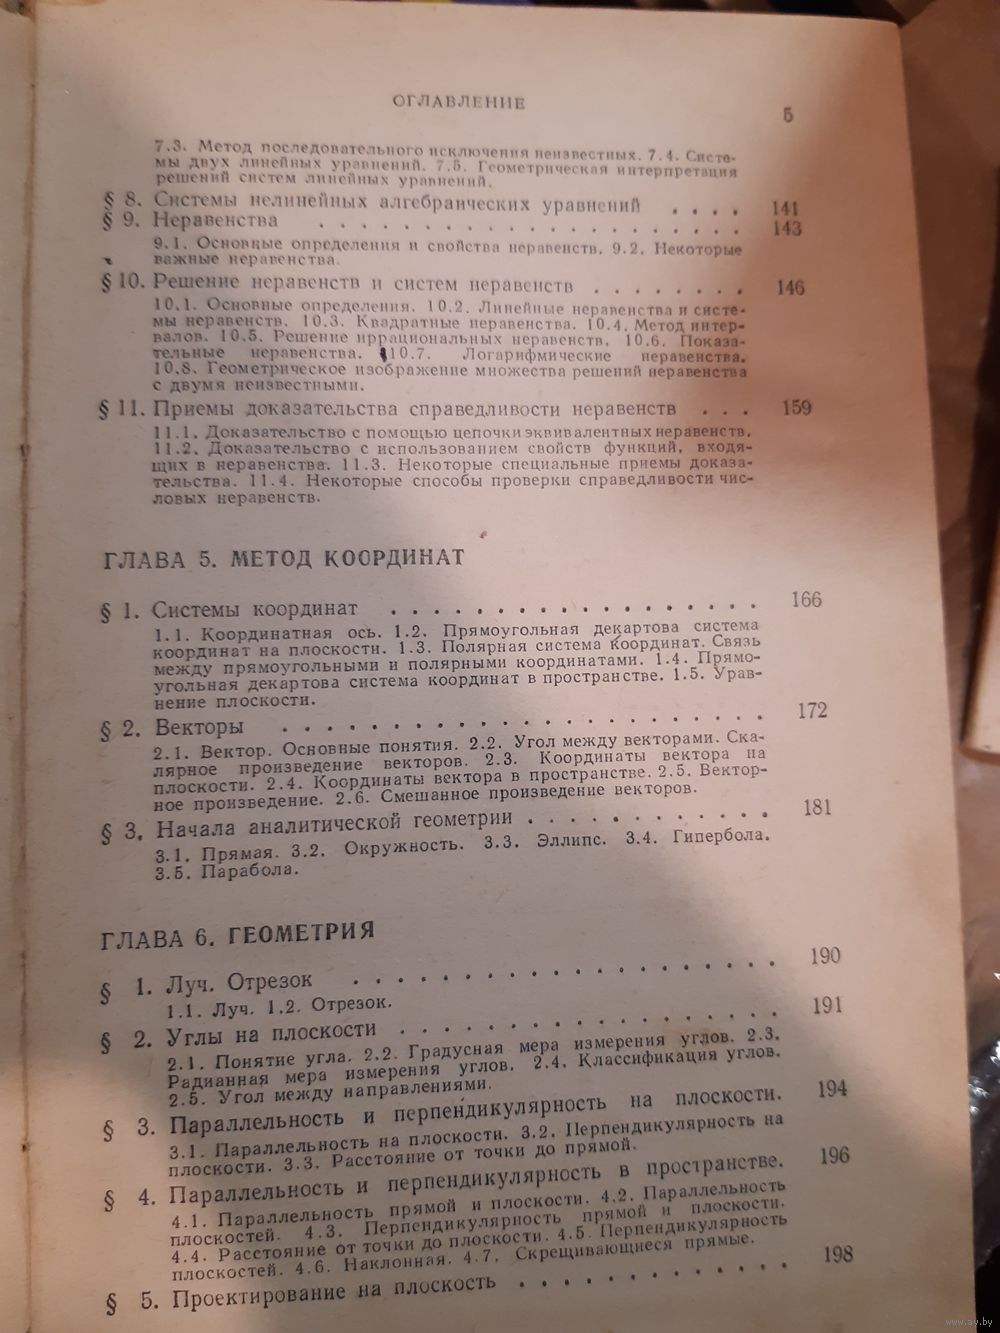 ОГЛАВЛЕНИЕ 5
7.3. Метод последовательного исключения неизвестных. 7.4. Систе-
мы двух линейных уравнений. 7.5. Геометрическая интерпретация
решений систем линейных уравнений.
§ 8. Системы нелинейных алгебраических уравнений . . . . 141
§ 9. Неравенства . . . . . . . . . . . . . . . 143
9.1. Основные определения и свойства неравенств. 9.2. Некоторые
важные неравенства.
§ 10. Решение неравенств и систем неравенств . . . . . . . . 146
10.1. Основные определения. 10.2. Линейные неравенства и систе-
мы неравенств. 10.3. Квадратные неравенства. 10.4. Метод интер-
валов. 10.5. Решение иррациональных неравенств. 10.6. Показа-
тельные неравенства. 10.7. Логарифмические неравенства.
10.8. Геометрическое изображение множества решений неравенства
с двумя неизвестными.
§ 11. Приемы доказательства справедливости неравенств . . . 159
11.1. Доказательство с помощью цепочки эквивалентных неравенств.
11.2. Доказательство с использованием свойств функций, входя-
щих в неравенства. 11.3. Некоторые специальные приемы доказа-
тельства. 11.4. Некоторые способы проверки справедливости чис-
ловых неравенств.
ГЛАВА 5. МЕТОД КООРДИНАТ
§ 1. Системы координат . . . . . . . . . . . . . . 166
1.1. Координатная ось. 1.2. Прямоугольная декартова система
координат на плоскости. 1.3. Полярная система координат. Связь
между прямоугольными и полярными координатами. 1.4. Прямо-
угольная декартова система координат в пространстве. 1.5. Урав-
нение плоскости.
§ 2. Векторы . . . . . . . . . . . . . . . . . 172
2.1. Вектор. Основные понятия. 2.2. Угол между векторами. Ска-
лярное произведение векторов. 2.3. Координаты вектора на
плоскости. 2.4. Координаты вектора в пространстве. 2.5. Вектор-
ное произведение. 2.6. Смешанное произведение векторов.
§ 3. Начала аналитической геометрии . . . . . . . . . 181
3.1. Прямая. 3.2. Окружность. 3.3. Эллипс. 3.4. Гипербола.
3.5. Парабола.
ГЛАВА 6. ГЕОМЕТРИЯ
§ 1. Луч. Отрезок . . . . . . . . . . . . . . . . 190
1.1. Луч. 1.2. Отрезок.
§ 2. Углы на плоскости . . . . . . . . . . . . . . 191
2.1. Понятие угла. 2.2. Градусная мера измерения углов. 2.3.
Радианная мера измерения углов. 2.4. Классификация углов.
2.5. Угол между направлениями.
§ 3. Параллельность и перпендикулярность на плоскости. 194
3.1. Параллельность на плоскости. 3.2. Перпендикулярность на
плоскости. 3.3. Расстояние от точки до прямой.
§ 4. Параллельность и перпендикулярность в пространстве. 196
4.1. Параллельность прямой и плоскости. 4.2. Параллельность
плоскостей. 4.3. Перпендикулярность прямой и плоскости.
4.4. Расстояние от точки до плоскости. 4.5. Перпендикулярность
плоскостей. 4.6. Наклонная. 4.7. Скрещивающиеся прямые.
§ 5. Проектирование на плоскость . . . . . . . . . . 198
www.av.by